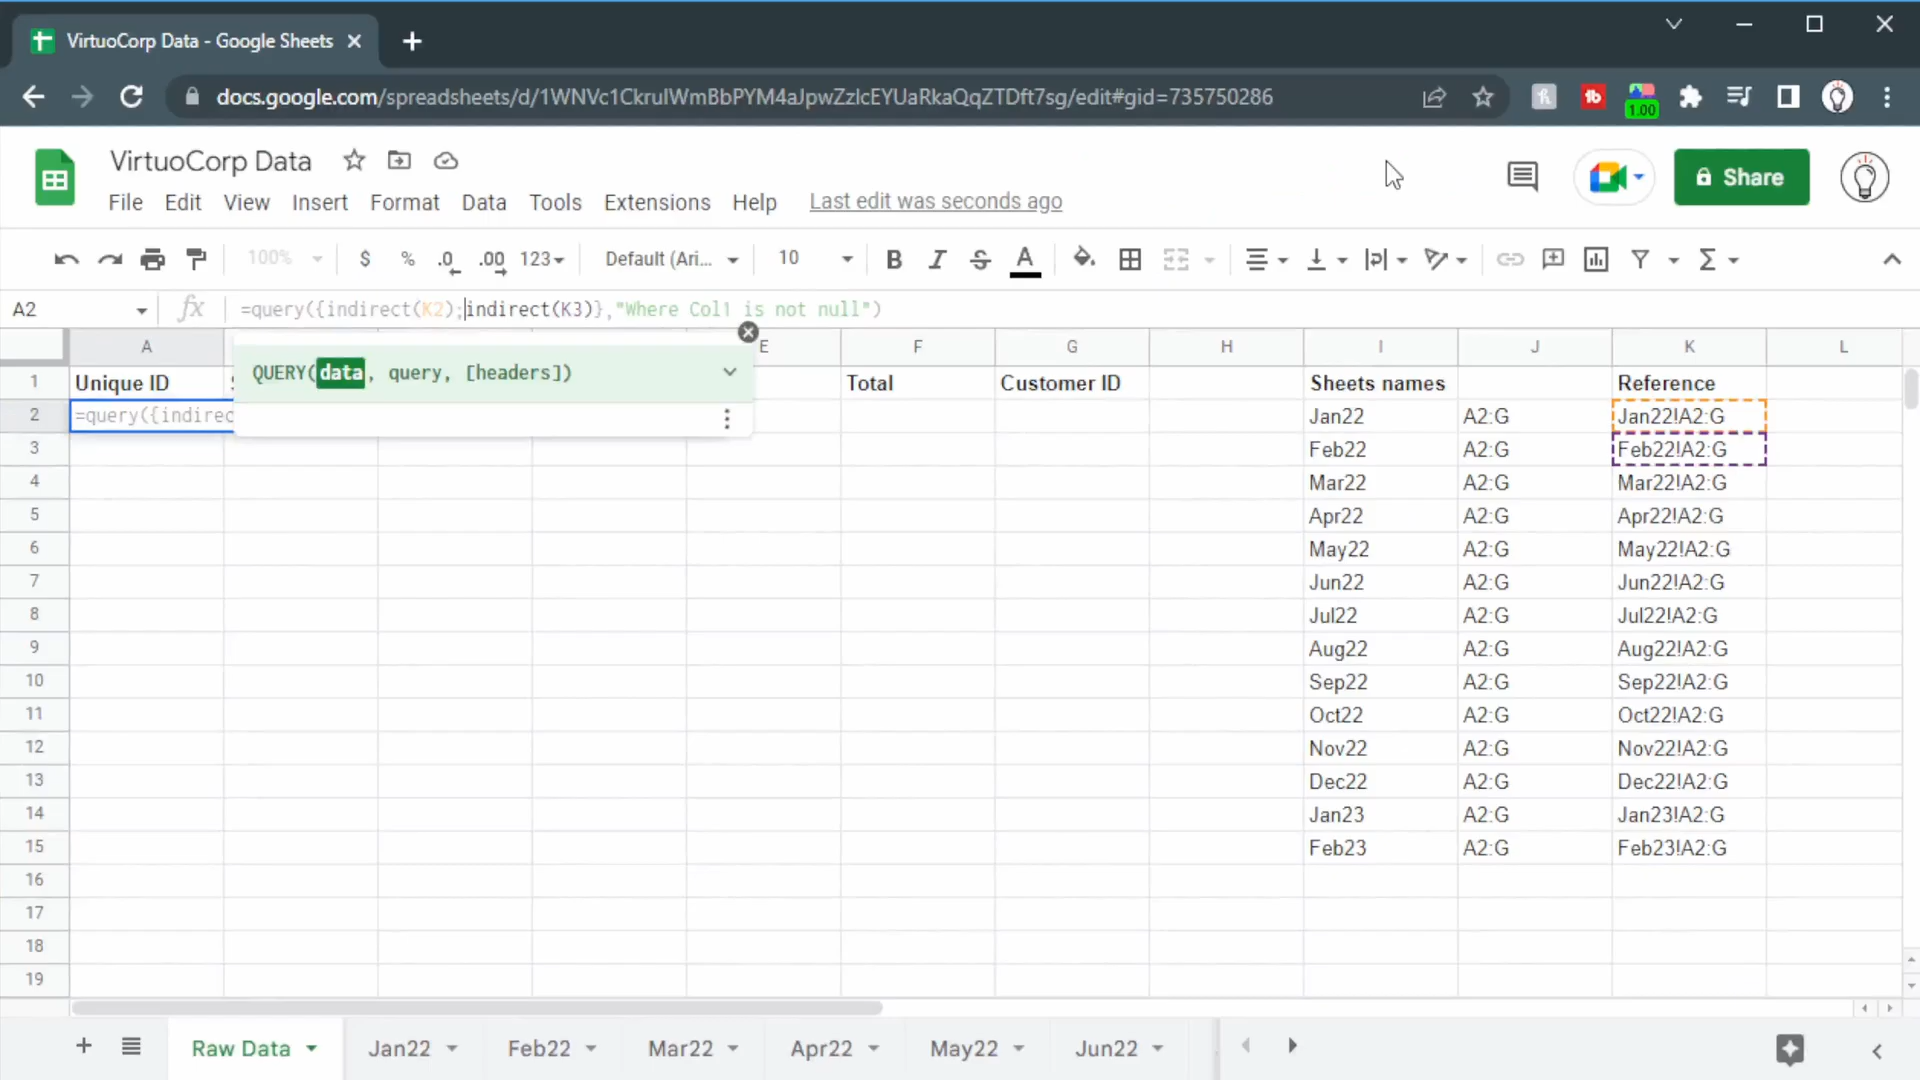 VirtuoCorp Data - Google Sheets
docs.google.com/spreadsheets/d/1WNVc1CkruIWmBbPYM4aJpwZzIcEYUaRkaQqZTDft7sg/edit#gid=735750286
1.00
VirtuoCorp Data
Share
File Edit View Insert Format Data Tools Extensions Help Last edit was seconds ago
100% $ % .0 .00 123 Default (Ari... 10 B I S A
A2 fx =query({indirect(K2);indirect(K3)},"Where Col1 is not null")
A E F G H I J K L
QUERY(data, query, [headers])
1 Unique ID Total Customer ID Sheets names Reference
2 =query({indirec Jan22 A2:G Jan22!A2:G
3 Feb22 A2:G Feb22!A2:G
4 Mar22 A2:G Mar22!A2:G
5 Apr22 A2:G Apr22!A2:G
6 May22 A2:G May22!A2:G
7 Jun22 A2:G Jun22!A2:G
8 Jul22 A2:G Jul22!A2:G
9 Aug22 A2:G Aug22!A2:G
10 Sep22 A2:G Sep22!A2:G
11 Oct22 A2:G Oct22!A2:G
12 Nov22 A2:G Nov22!A2:G
13 Dec22 A2:G Dec22!A2:G
14 Jan23 A2:G Jan23!A2:G
15 Feb23 A2:G Feb23!A2:G
16
17
18
19
Raw Data Jan22 Feb22 Mar22 Apr22 May22 Jun22